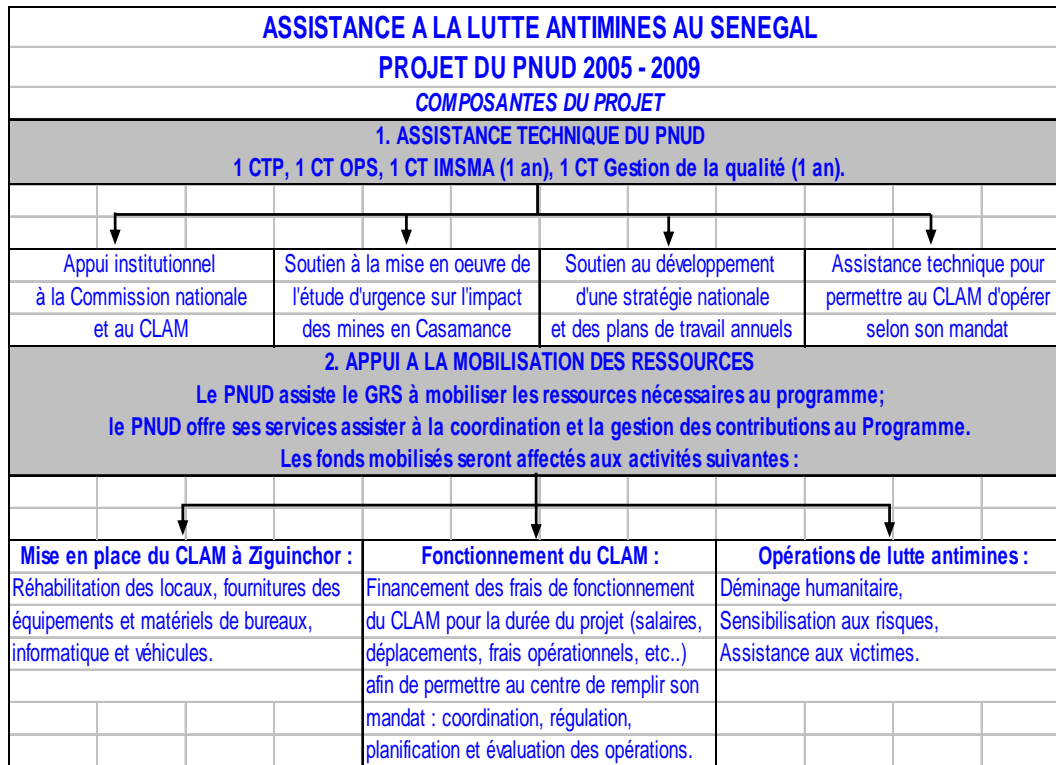 ASSISTANCE A LA LUTTE ANTIMINES AU SENEGAL
PROJET DU PNUD 2005 - 2009
COMPOSANTES DU PROJET
1. ASSISTANCE TECHNIQUE DU PNUD
1 CTP, 1 CT OPS, 1 CT IMSMA (1 an), 1 CT Gestion de la qualité (1 an).
Appui institutionnel
à la Commission nationale
et au CLAM
Soutien à la mise en oeuvre de
l'étude d'urgence sur l'impact
des mines en Casamance
Soutien au développement
d'une stratégie nationale
et des plans de travail annuels
Assistance technique pour
permettre au CLAM d'opérer
selon son mandat
2. APPUI A LA MOBILISATION DES RESSOURCES
Le PNUD assiste le GRS à mobiliser les ressources nécessaires au programme;
le PNUD offre ses services assister à la coordination et la gestion des contributions au Programme.
Les fonds mobilisés seront affectés aux activités suivantes :
Mise en place du CLAM à Ziguinchor :
Réhabilitation des locaux, fournitures des
équipements et matériels de bureaux,
informatique et véhicules.
Fonctionnement du CLAM :
Financement des frais de fonctionnement
du CLAM pour la durée du projet (salaires,
déplacements, frais opérationnels, etc..)
afin de permettre au centre de remplir son
mandat : coordination, régulation,
planification et évaluation des opérations.
Opérations de lutte antimines :
Déminage humanitaire,
Sensibilisation aux risques,
Assistance aux victimes.